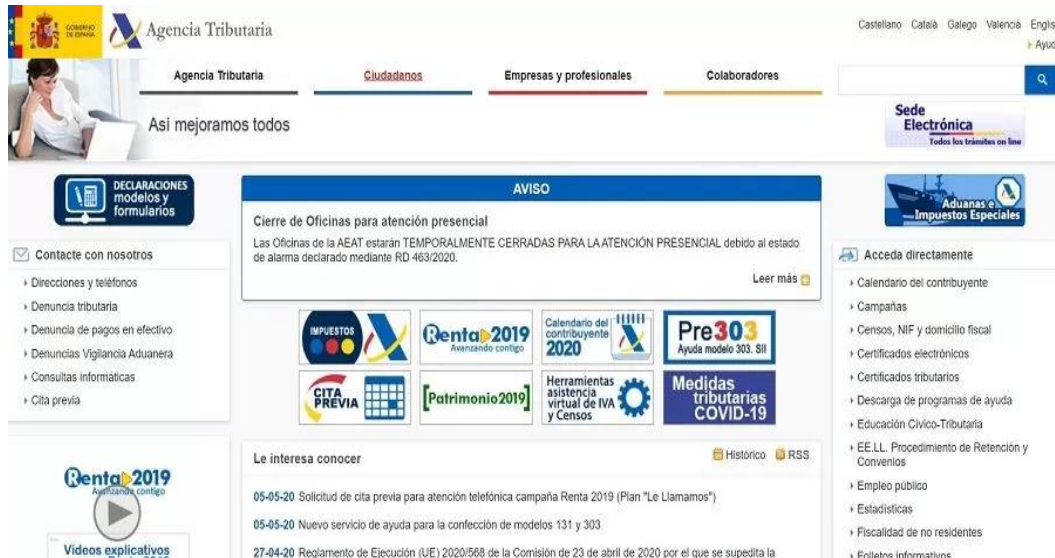 GOBIERNO
DE ESPAÑA
Agencia Tributaria
Castellano Català Galego Valencià
Agencia Tributaria
Ciudadanos
Empresas y profesionales
Colaboradores
Así mejoramos todos
Sede
Electrónica
Todos los trámites on line
DECLARACIONES
modelos y
formularios
Contacte con nosotros
Direcciones y teléfonos
Denuncia tributaria
Denuncia de pagos en efectivo
Denuncias Vigilancia Aduanera
Consultas informáticas
Cita previa
Renta 2019
Avanzando contigo
Vídeos explicativos
AVISO
Cierre de Oficinas para atención presencial
Las Oficinas de la AEAT estarán TEMPORALMENTE CERRADAS PARA LA ATENCIÓN PRESENCIAL debido al estado
de alarma declarado mediante RD 463/2020.
Leer más
IMPUESTOS
Renta 2019
Avanzando contigo
Calendario del
contribuyente
2020
Pre303
Ayuda modelo 303. SII
CITA
PREVIA
[Patrimonio2019]
Herramientas
asistencia
virtual de IVA
y Censos
Medidas
tributarias
COVID-19
Le interesa conocer
Histórico RSS
05-05-20 Solicitud de cita previa para atención telefónica campaña Renta 2019 (Plan "Le Llamamos")
05-05-20 Nuevo servicio de ayuda para la confección de modelos 131 y 303
27-04-20 Reglamento de Ejecución (UE) 2020/568 de la Comisión de 23 de abril de 2020 por el que se supedita la
Aduanas e
Impuestos Especiales
Acceda directamente
Calendario del contribuyente
Campañas
Censos, NIF y domicilio fiscal
Certificados electrónicos
Certificados tributarios
Descarga de programas de ayuda
Educación Cívico-Tributaria
EE.LL. Procedimiento de Retención y
Convenios
Empleo público
Estadísticas
Fiscalidad de no residentes
Folletos informativos